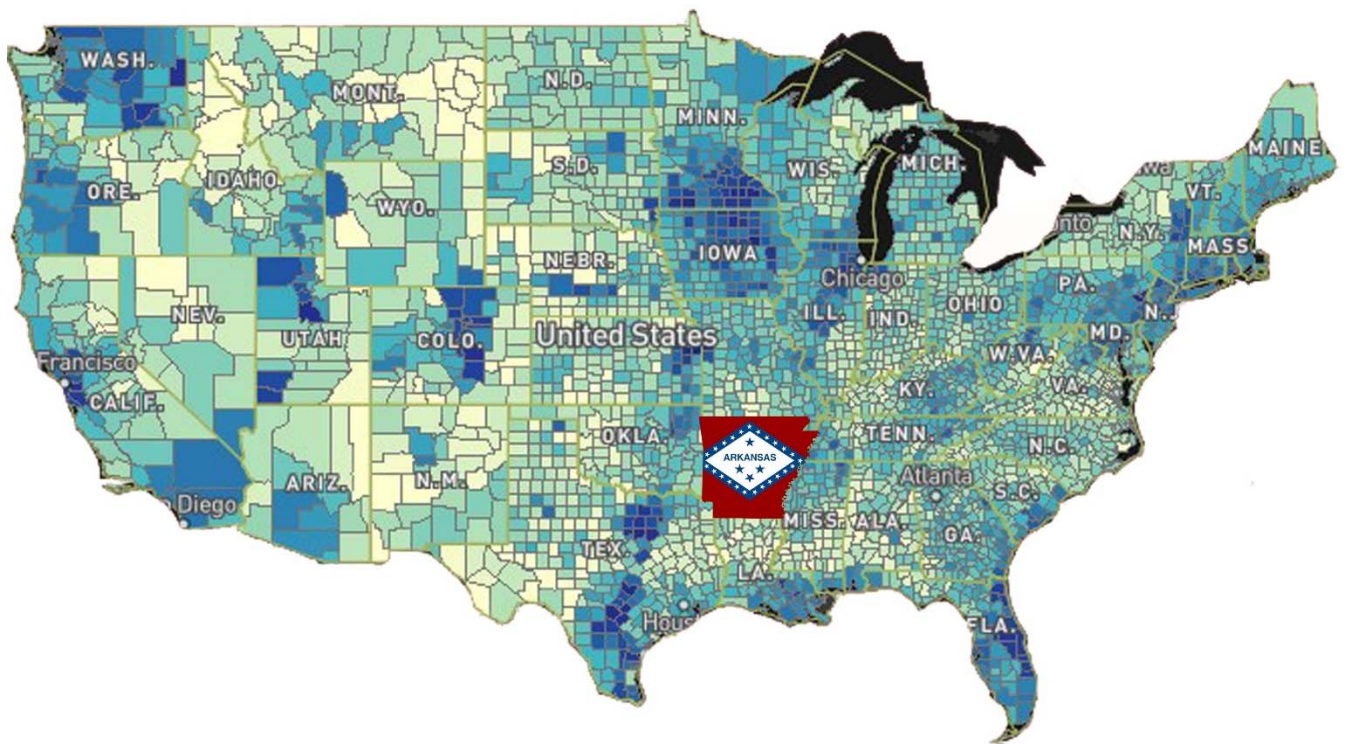 WASH.
MONT.
N.D.
MINN.
ORE.
IDAHO
S.D.
WYO.
WIS.
MICH.
MAINE
VT.
N.Y.
MASS
NEBR.
IOWA
Chicago
NEV.
UTAH
COLO.
United States
ILL.
IND.
OHIO
PA.
N.J
MD.
Francisco
CALIF.
W.VA.
KY.
VA.
OKLA.
ARKANSAS
TENN.
N.C.
Diego
ARIZ.
N.M.
Atlanta
S.C.
MISS
ALA.
GA.
TEX.
LA.
FLA.